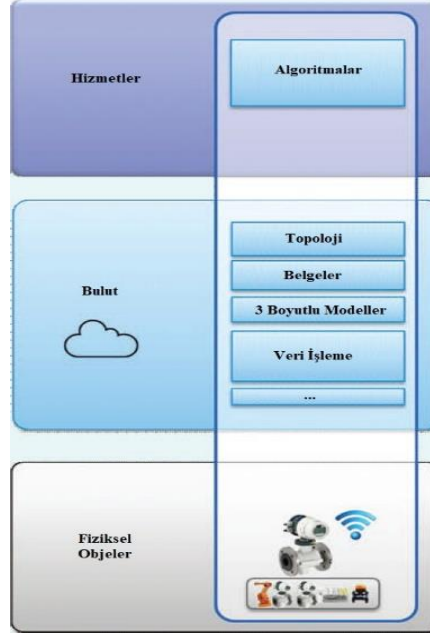 Hizmetler
Algoritmalar
Bulut
Topoloji
Belgeler
3 Boyutlu Modeller
Veri İşleme
...
Fiziksel
Objeler